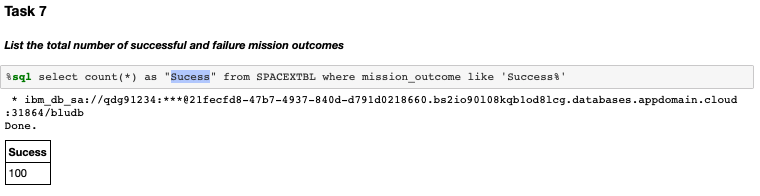 Task 7
List the total number of successful and failure mission outcomes
%sql select count(*) as "Sucess" from SPACEXTBL where mission_outcome like 'Success%'
* ibm_db_sa://qdg91234:***@21fecfd8-47b7-4937-840d-d791d0218660.bs2io90l08kqb1od8lcg.databases.appdomain.cloud
:31864/bludb
Done.
Sucess
100